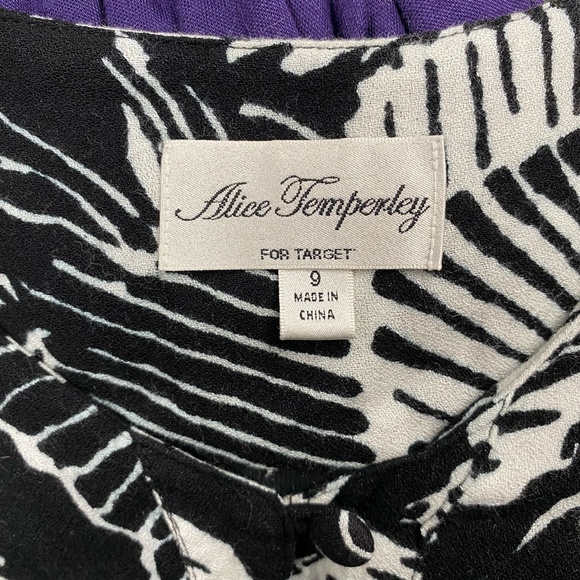 Alice Temperley
FOR TARGET
9
MADE IN
CHINA